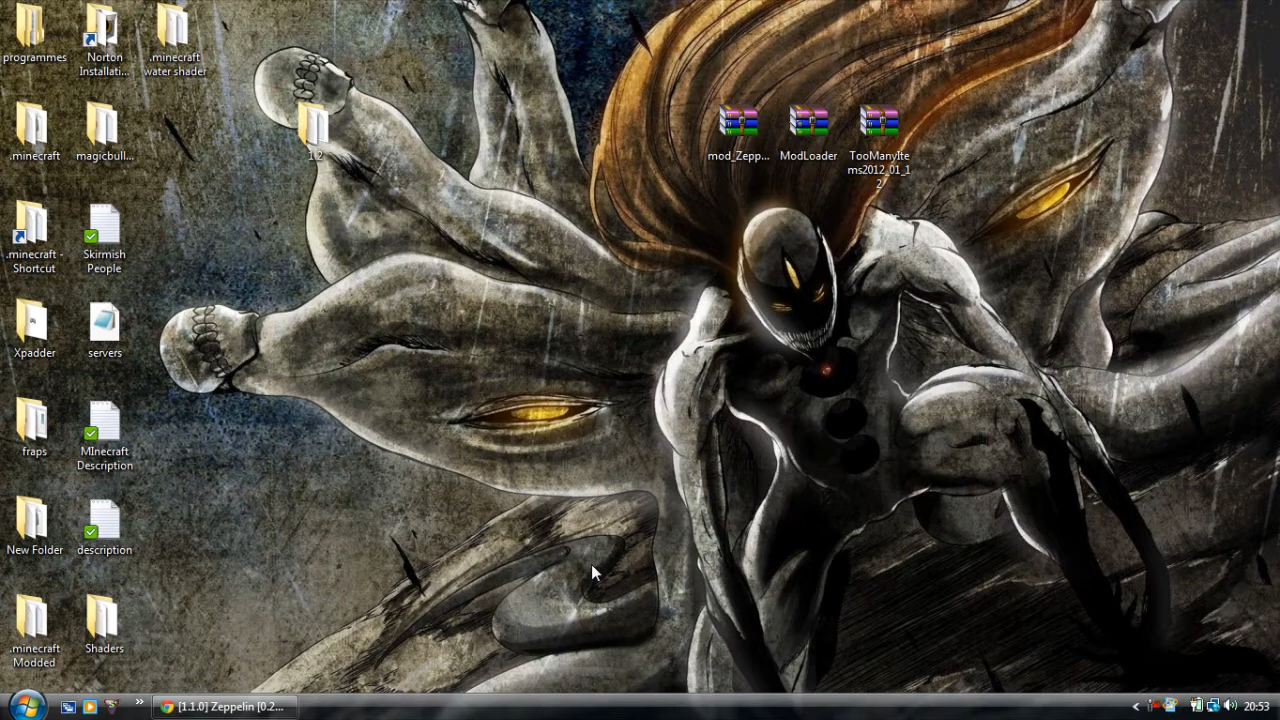 programmes
Norton
Installati...
.minecraft
water shader
.minecraft
magicbull...
1.2
mod_Zepp...
ModLoader
TooManyIte
ms2012_01_1
2
.minecraft -
Shortcut
Skirmish
People
Xpadder
servers
fraps
MInecraft
Description
New Folder
description
.minecraft
Modded
Shaders
[1.1.0] Zeppelin [0.2...
20:53